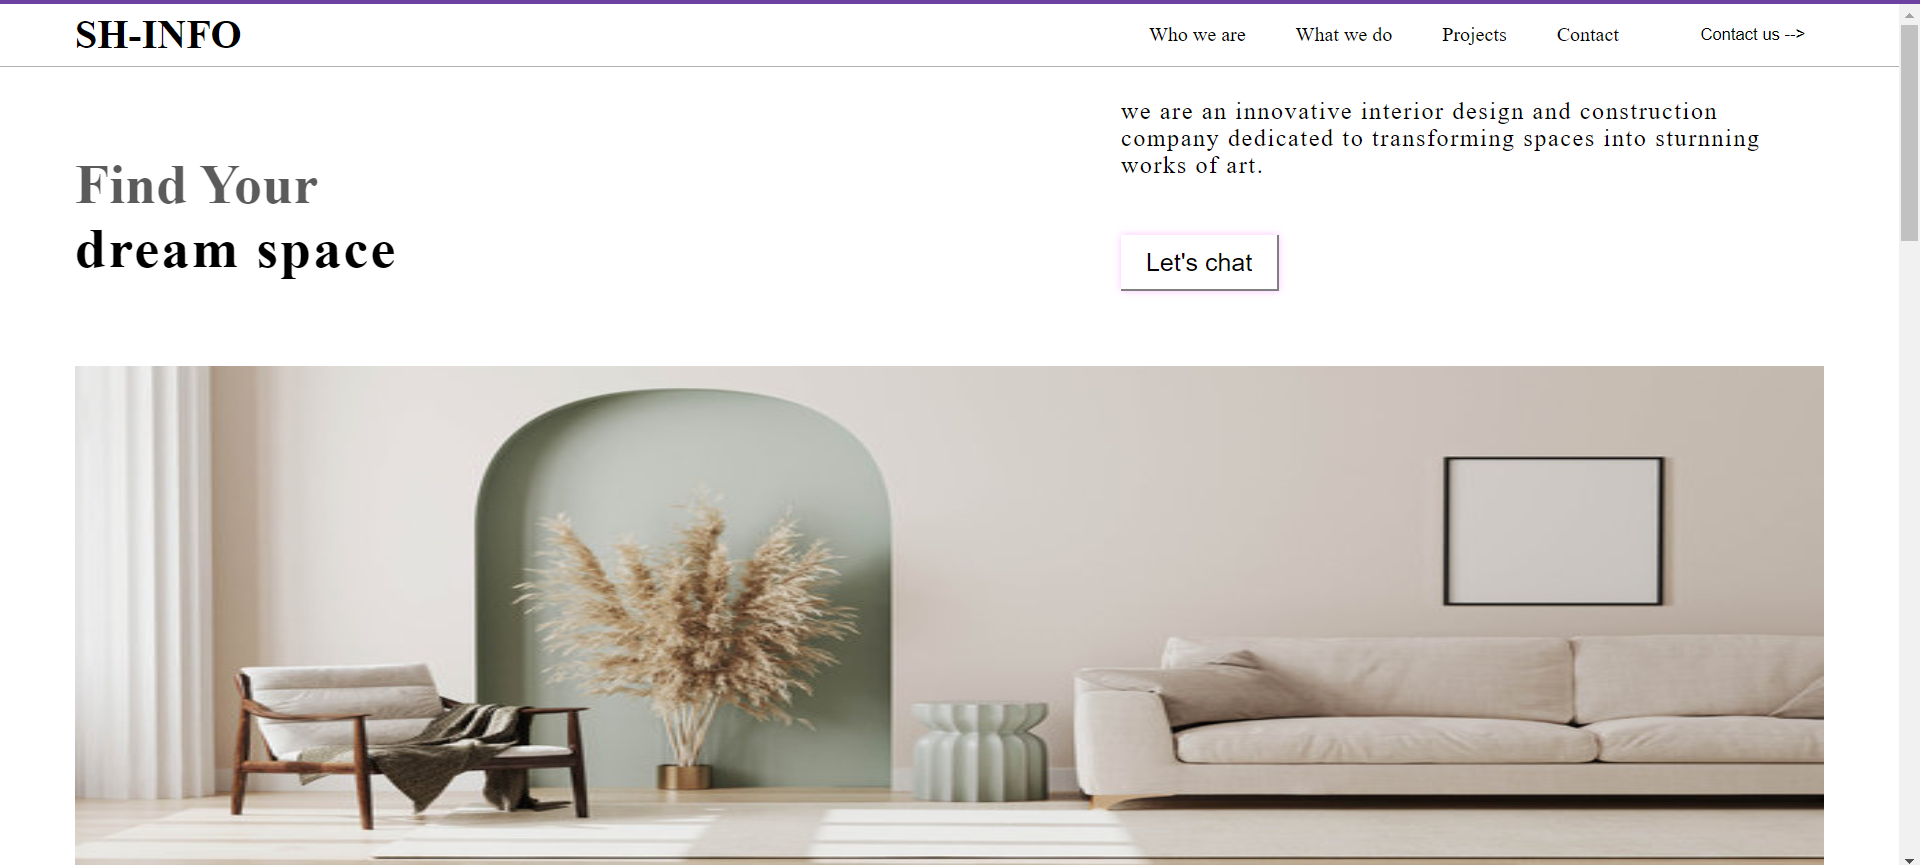 SH-INFO
Who we are
What we do
Projects
Contact
Contact us -->
Find Your
dream space
we are an innovative interior design and construction
company dedicated to transforming spaces into sturnning
works of art.
Let's chat